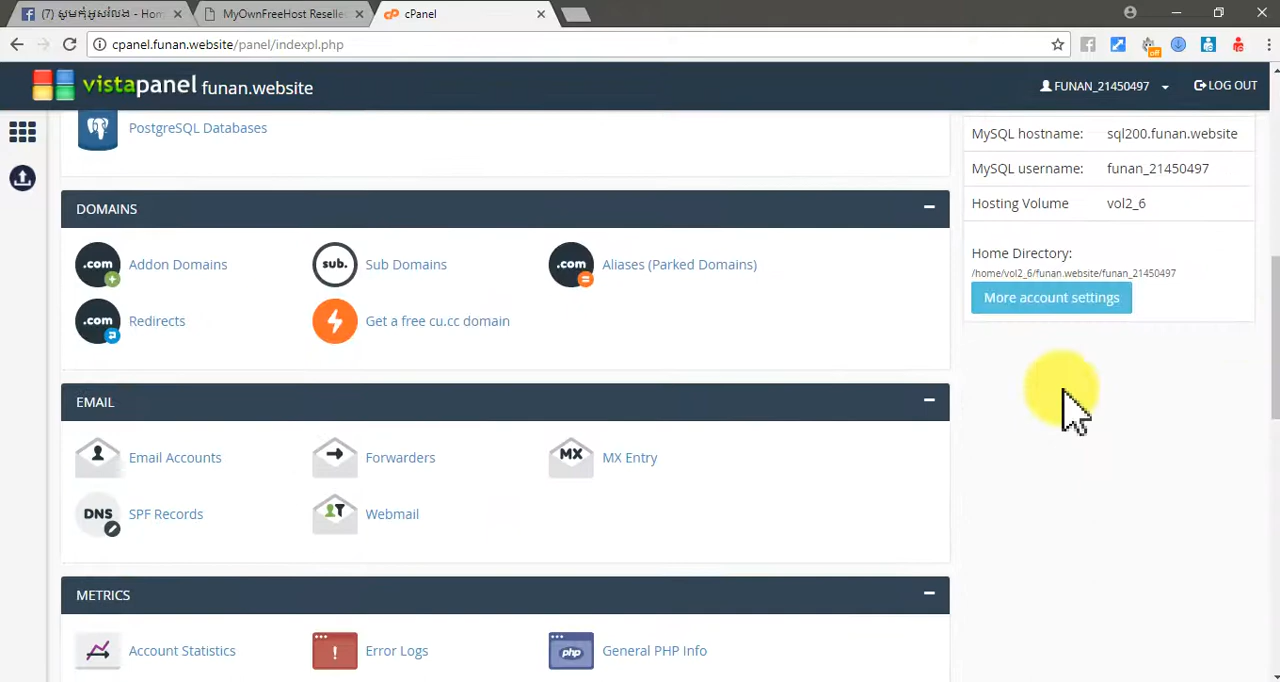 (7) សូមកុំស្រលាញ់ - Hom
MyOwnFreeHost Reselle
cPanel
cpanel.funan.website/panel/indexpl.php
off
vistapanel funan.website
FUNAN_21450497
LOG OUT
PostgreSQL Databases
MySQL hostname: sql200.funan.website
MySQL username: funan_21450497
Hosting Volume vol2_6
Home Directory:
/home/vol2_6/funan.website/funan_21450497
More account settings
DOMAINS
.com Addon Domains
sub. Sub Domains
.com Aliases (Parked Domains)
.com Redirects
Get a free cu.cc domain
EMAIL
Email Accounts
Forwarders
MX MX Entry
DNS SPF Records
Webmail
METRICS
Account Statistics
Error Logs
php General PHP Info